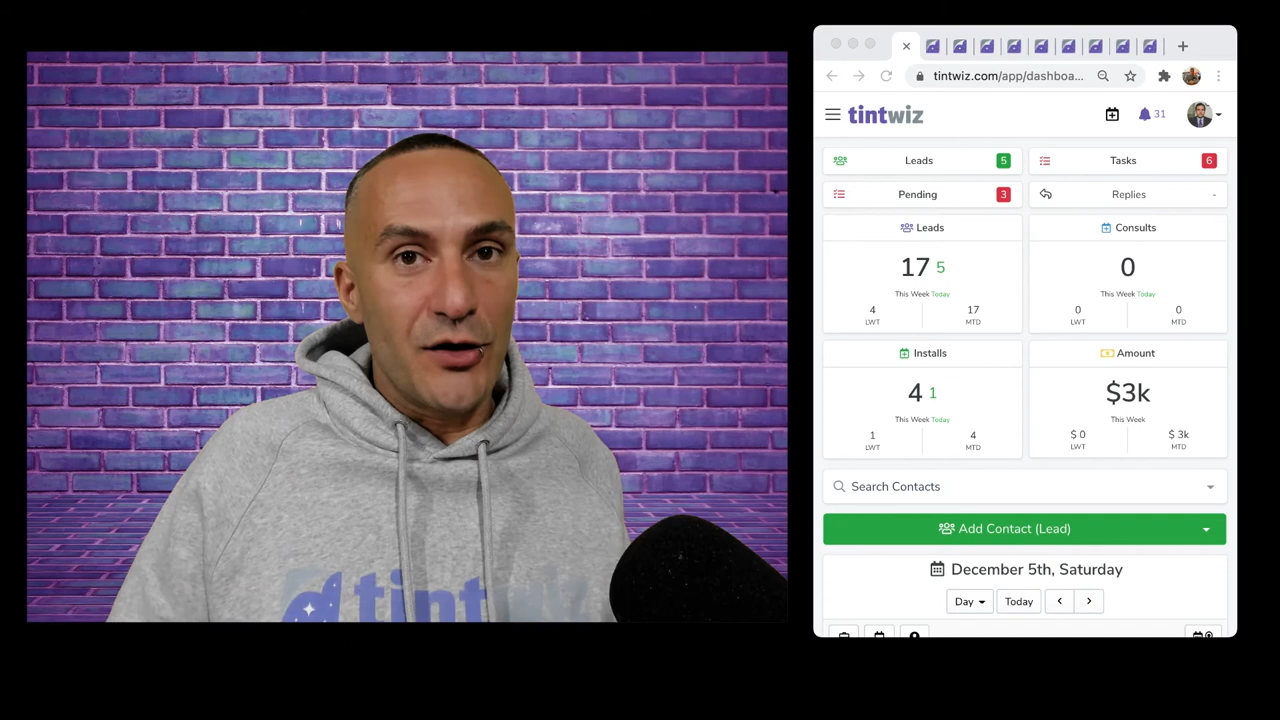 tintwiz.com/app/dashboa...
tintwiz
31
Leads 5
Tasks 6
Pending 3
Replies -
Leads
Consults
17 5
0
This Week Today
This Week Today
4 17
0 0
LWT MTD
LWT MTD
Installs
Amount
4 1
$3k
This Week Today
This Week
1 4
$ 0 $ 3k
LWT MTD
LWT MTD
Search Contacts
Add Contact (Lead)
December 5th, Saturday
Day Today
tint